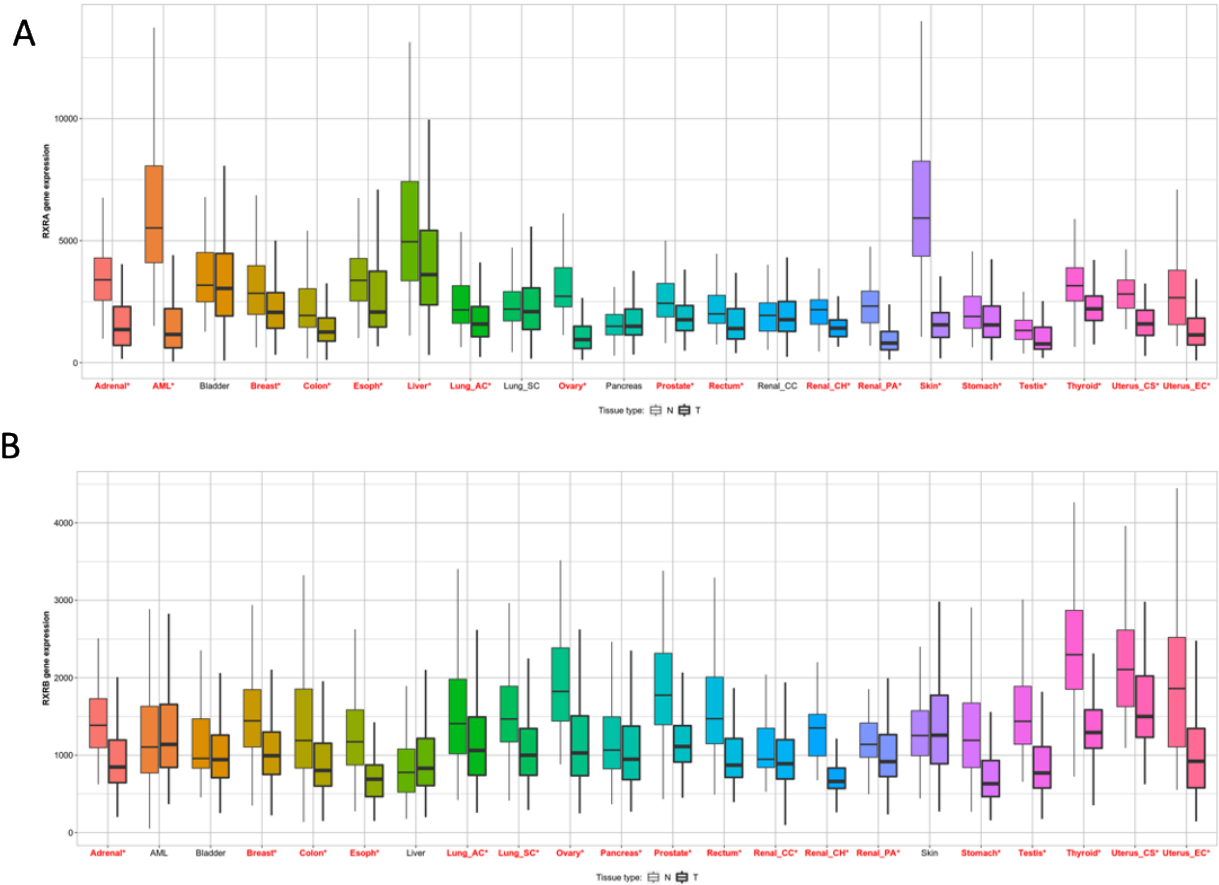 A
RXRA gene expression
10000
5000
0
Adrenal* AML* Bladder Breast* Colon* Esoph* Liver* Lung_AC* Lung_SC Ovary* Pancreas Prostate* Rectum* Renal_CC Renal_CH* Renal_PA* Skin* Stomach* Testis* Thyroid* Uterus_CS* Uterus_EC*
Tissue type: N T
B
RXRB gene expression
4000
3000
2000
1000
0
Adrenal* AML Bladder Breast* Colon* Esoph* Liver Lung_AC* Lung_SC* Ovary* Pancreas* Prostate* Rectum* Renal_CC* Renal_CH* Renal_PA* Skin Stomach* Testis* Thyroid* Uterus_CS* Uterus_EC*
Tissue type: N T